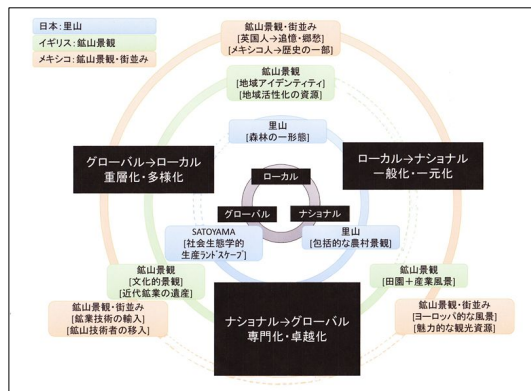 日本：里山
イギリス：鉱山景観
メキシコ：鉱山景観・街並み
鉱山景観・街並み
[英国人→追憶・郷愁]
[メキシコ人→歴史の一部]
鉱山景観
[地域アイデンティティ]
[地域活性化の資源]
里山
[森林の一形態]
グローバル→ローカル
重層化・多様化
ローカル→ナショナル
一般化・一元化
ローカル
グローバル
ナショナル
SATOYAMA
[社会生態学的
生産ランドスケープ]
里山
[包括的な農村景観]
鉱山景観
[文化的景観]
[近代鉱業の遺産]
鉱山景観
[田園＋産業風景]
鉱山景観・街並み
[鉱業技術の輸入]
[鉱山技術者の移入]
ナショナル→グローバル
専門化・卓越化
鉱山景観・街並み
[ヨーロッパ的な風景]
[魅力的な観光資源]